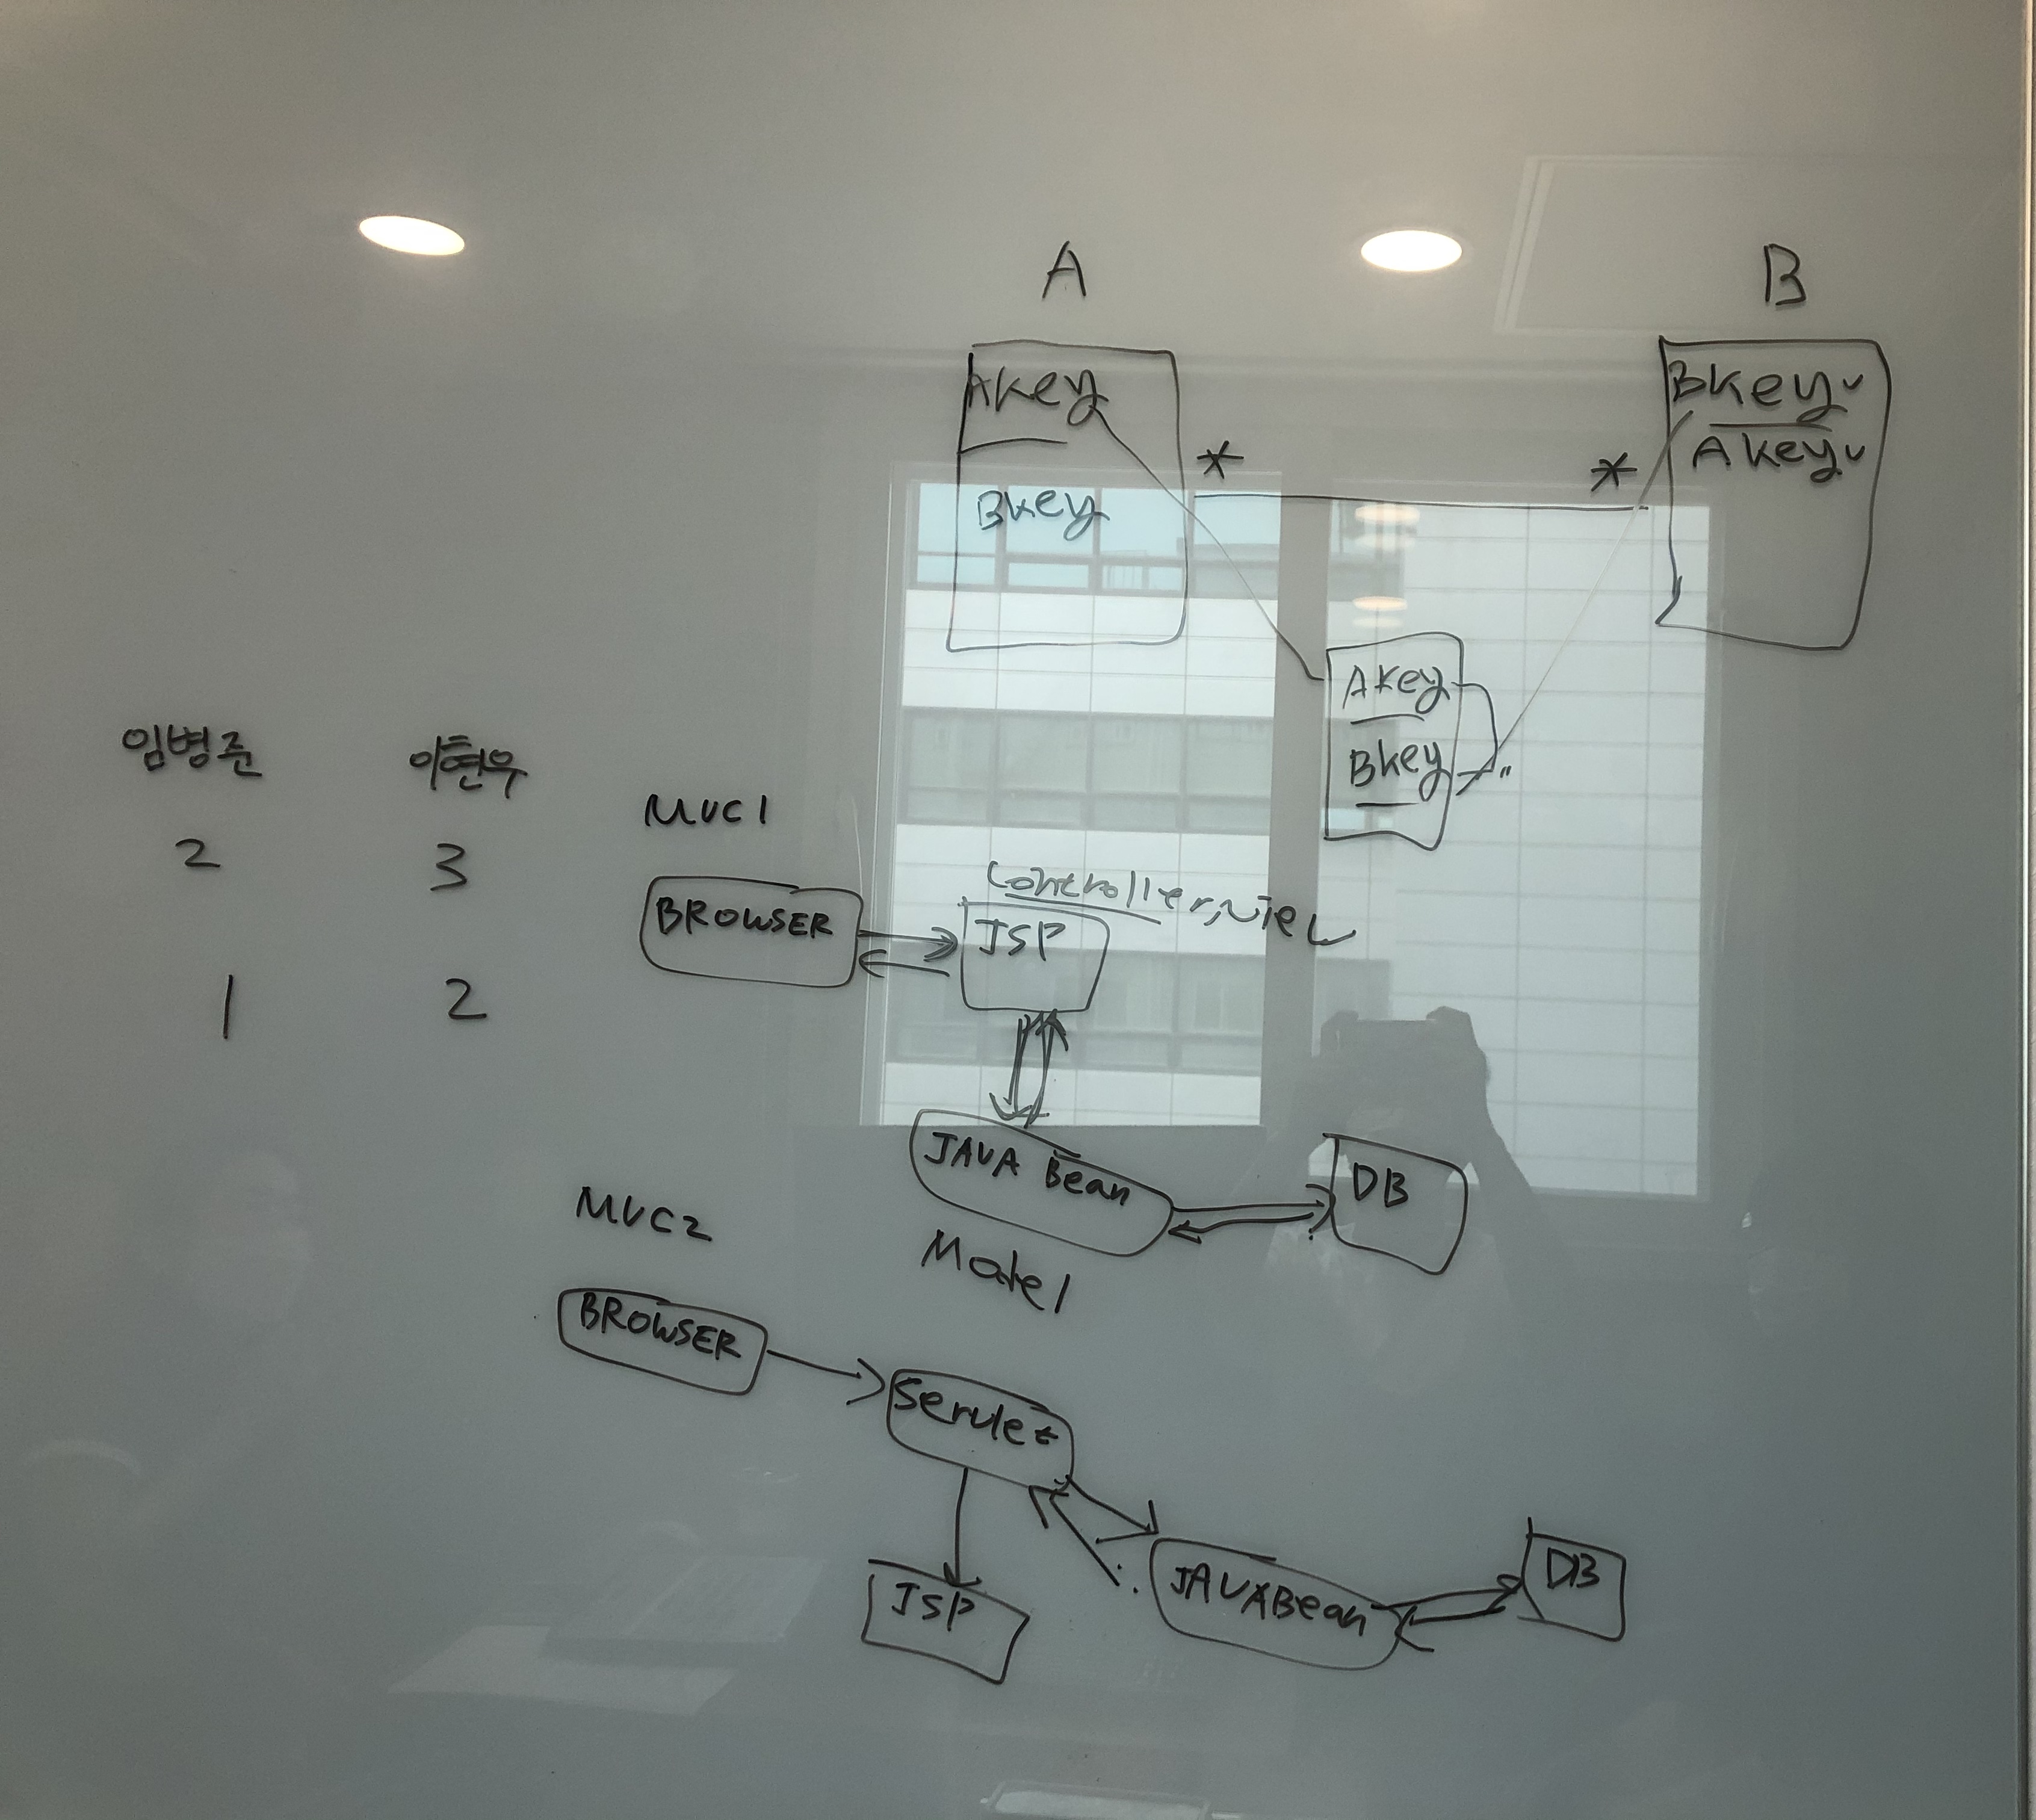 A
B
Akey
Bkey
*
*
Bkey
Akey
Akey
Bkey
임병준 이현우
2 3
1 2
MVC1
BROWSER
Controller, view
JSP
JAVA Bean
DB
Model
MVC2
BROWSER
Servlet
JSP
JAVABean
DB